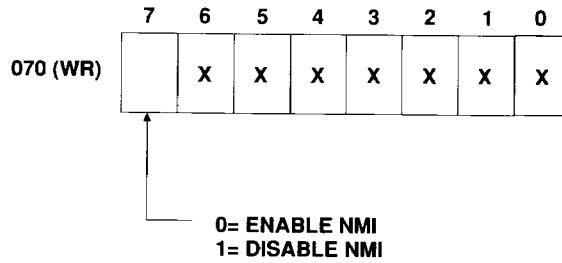 7 6 5 4 3 2 1 0
070 (WR) X X X X X X X
0= ENABLE NMI
1= DISABLE NMI